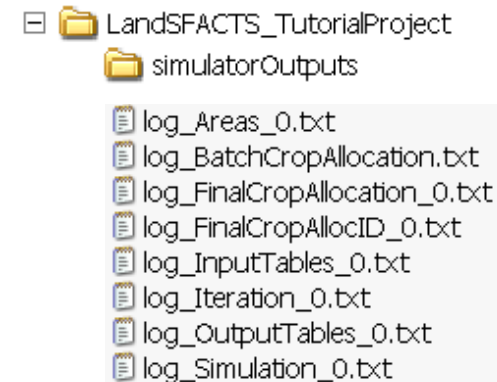 LandSFACTS_TutorialProject
simulatorOutputs
log_Areas_0.txt
log_BatchCropAllocation.txt
log_FinalCropAllocation_0.txt
log_FinalCropAllocID_0.txt
log_InputTables_0.txt
log_Iteration_0.txt
log_OutputTables_0.txt
log_Simulation_0.txt